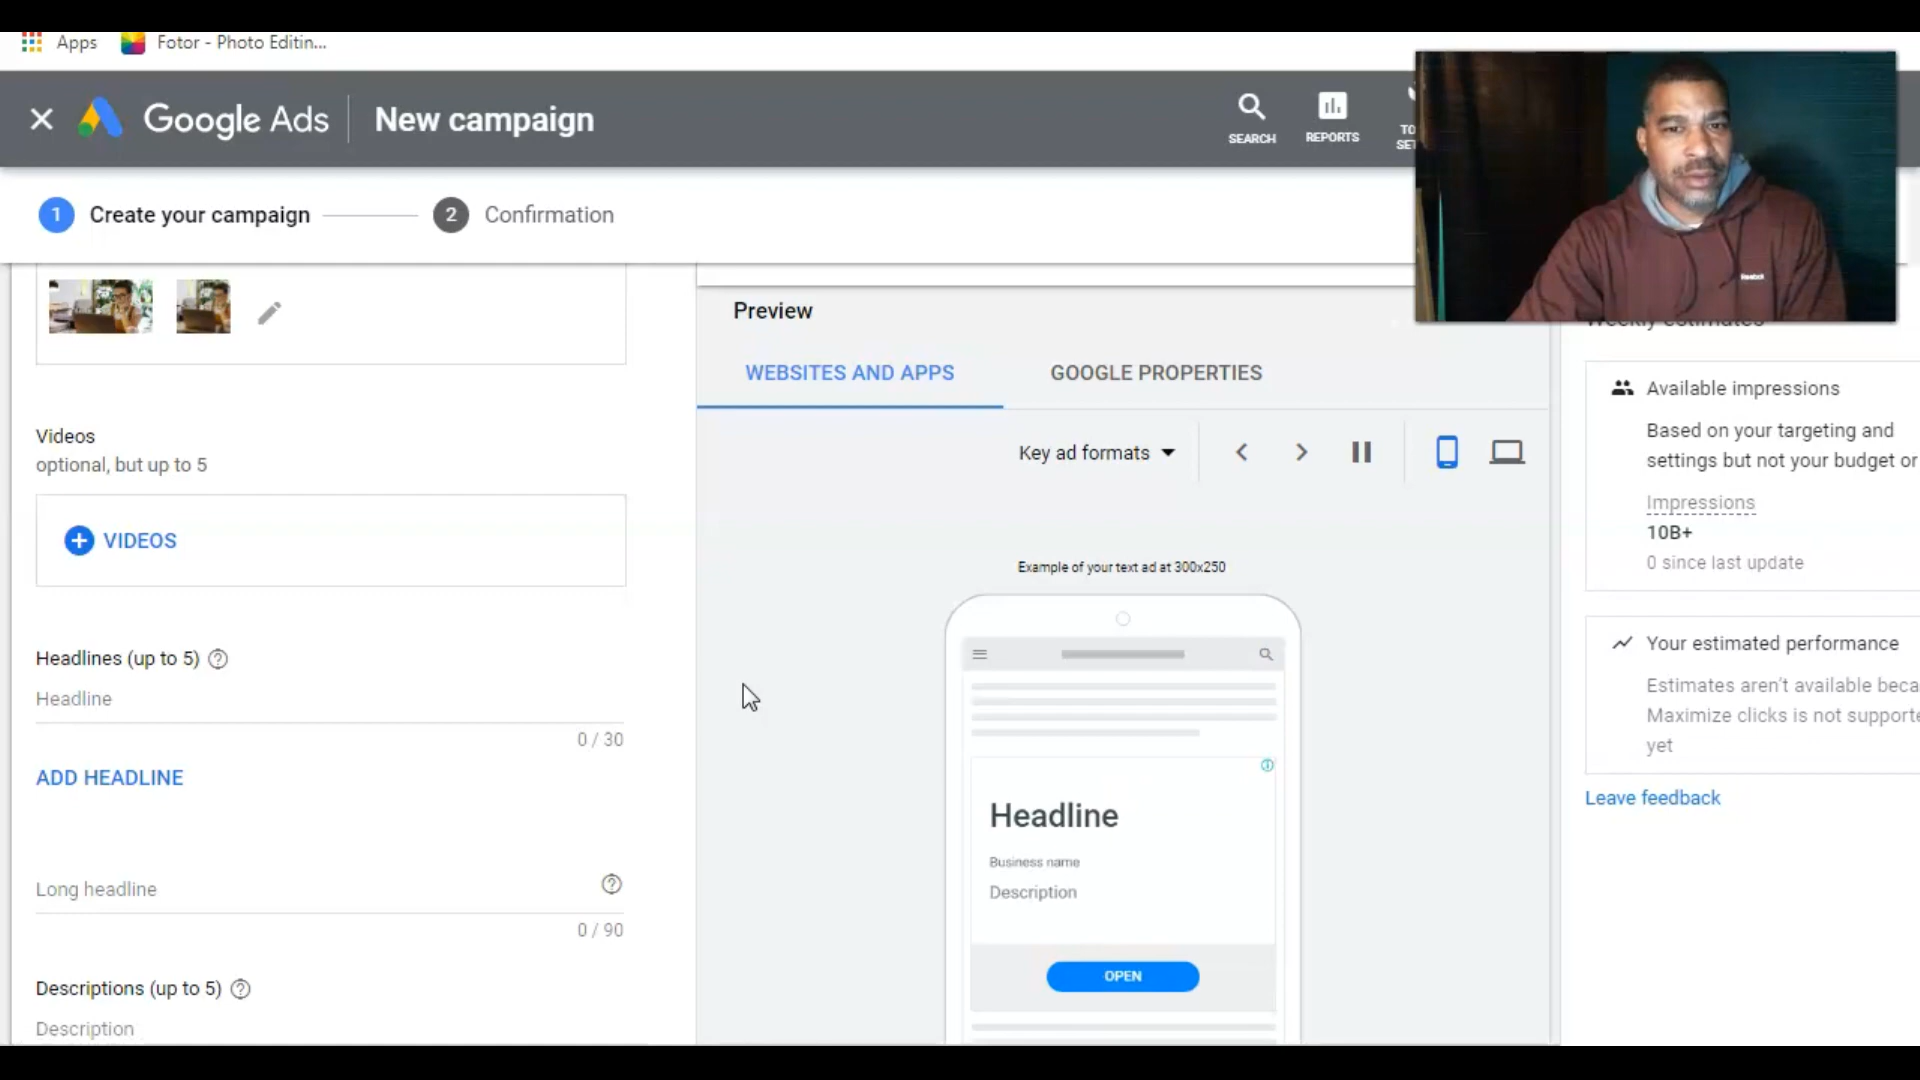 Apps
Fotor - Photo Editin...
Google Ads
New campaign
SEARCH
REPORTS
1 Create your campaign
2 Confirmation
Videos
optional, but up to 5
VIDEOS
Headlines (up to 5)
Headline
0 / 30
ADD HEADLINE
Long headline
0 / 90
Descriptions (up to 5)
Description
Preview
WEBSITES AND APPS
GOOGLE PROPERTIES
Key ad formats
Example of your text ad at 300x250
Headline
Business name
Description
OPEN
Weekly estimates
Available impressions
Based on your targeting and
settings but not your budget or
Impressions
10B+
0 since last update
Your estimated performance
Estimates aren't available
Maximize clicks is not
yet
Leave feedback
Reebok